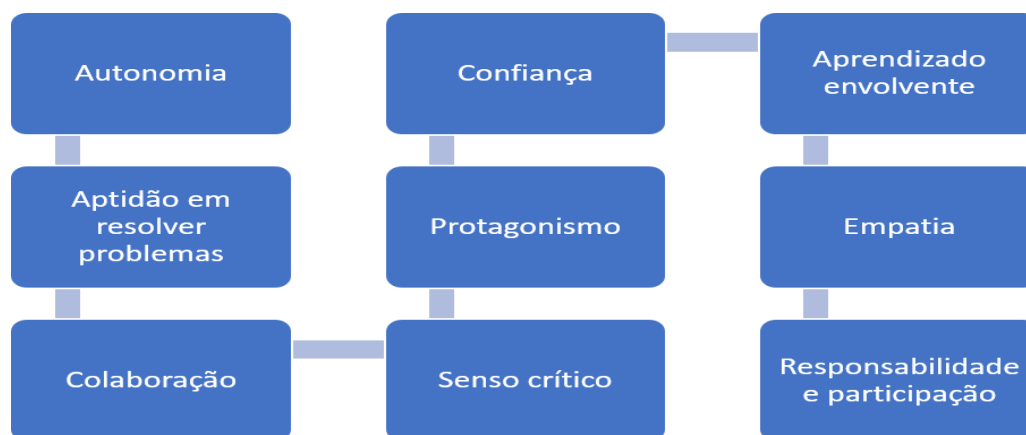 Autonomia
Aptidão em
resolver
problemas
Colaboração
Senso crítico
Protagonismo
Confiança
Aprendizado
envolvente
Empatia
Responsabilidade
e participação